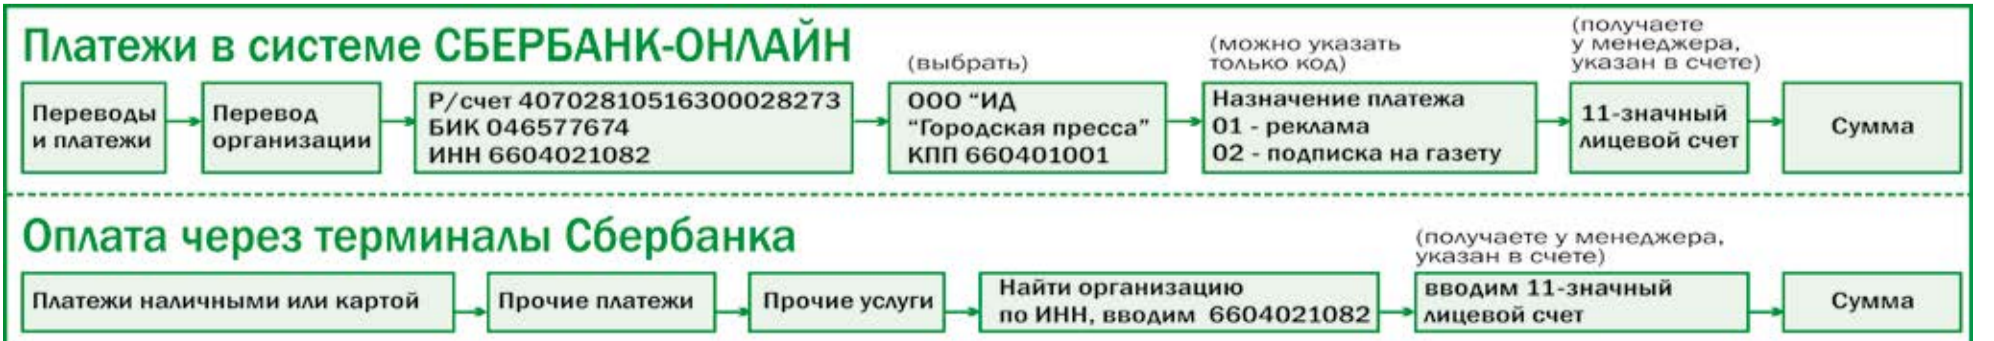 Платежи в системе СБЕРБАНК-ОНЛАЙН
Переводы
и платежи
Перевод
организации
Р/счет 40702810516300028273
БИК 046577674
ИНН 6604021082
(выбрать)
ООО "ИД
"Городская пресса"
КПП 660401001
(можно указать
только код)
Назначение платежа
01 - реклама
02 - подписка на газету
(получаете
у менеджера,
указан в счете)
11-значный
лицевой счет
Сумма
Оплата через терминалы Сбербанка
Платежи наличными или картой
Прочие платежи
Прочие услуги
Найти организацию
по ИНН, вводим 6604021082
(получаете у менеджера,
указан в счете)
вводим 11-значный
лицевой счет
Сумма